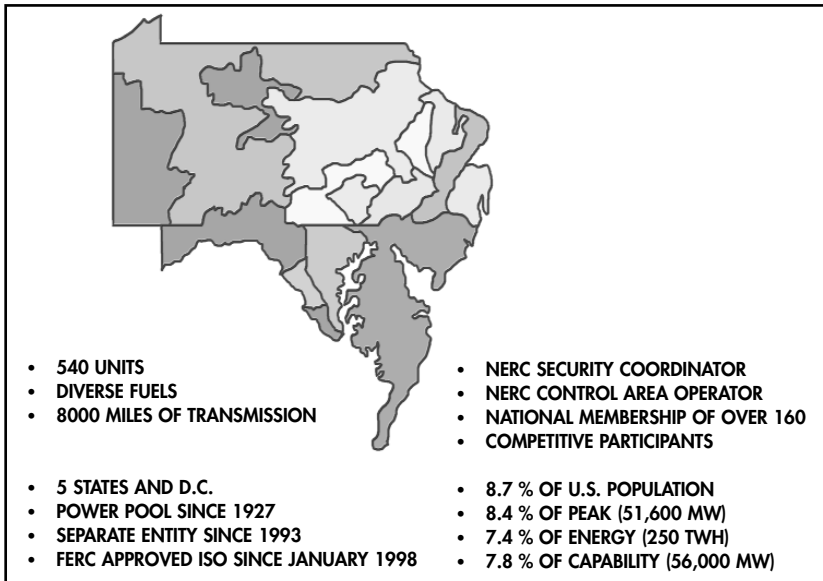 • 540 UNITS
• DIVERSE FUELS
• 8000 MILES OF TRANSMISSION
• NERC SECURITY COORDINATOR
• NERC CONTROL AREA OPERATOR
• NATIONAL MEMBERSHIP OF OVER 160
• COMPETITIVE PARTICIPANTS
• 5 STATES AND D.C.
• POWER POOL SINCE 1927
• SEPARATE ENTITY SINCE 1993
• FERC APPROVED ISO SINCE JANUARY 1998
• 8.7 % OF U.S. POPULATION
• 8.4 % OF PEAK (51,600 MW)
• 7.4 % OF ENERGY (250 TWH)
• 7.8 % OF CAPABILITY (56,000 MW)